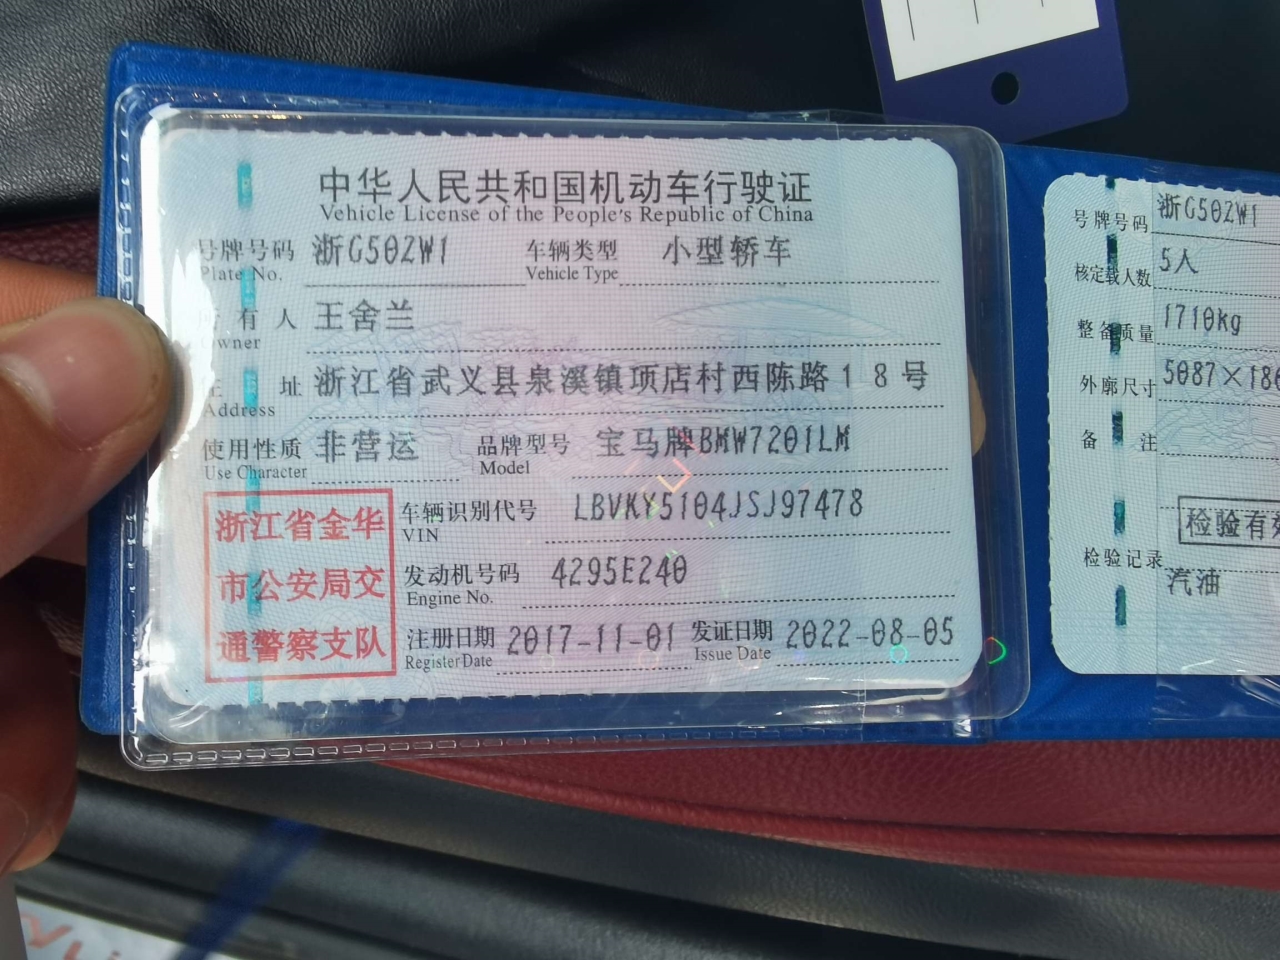 中华人民共和国机动车行驶证
Vehicle License of the People's Republic of China
号牌号码 浙G502W1 车辆类型 小型轿车
Plate No. Vehicle Type
所有人 王舍兰
Owner
住址 浙江省武义县泉溪镇项店村西陈路18号
Address
使用性质 非营运 品牌型号 宝马牌BMW7201LM
Use Character Model
浙江省金华
市公安局交
通警察支队
车辆识别代号 LBVKY5104JSJ97478
VIN
发动机号码 4295E240
Engine No.
注册日期 2017-11-01 发证日期 2022-08-05
Register Date Issue Date
号牌号码 浙G502W1
核定载人数 5人
整备质量 1710kg
外廓尺寸 5087×186
备注
检验有效
检验记录
汽油